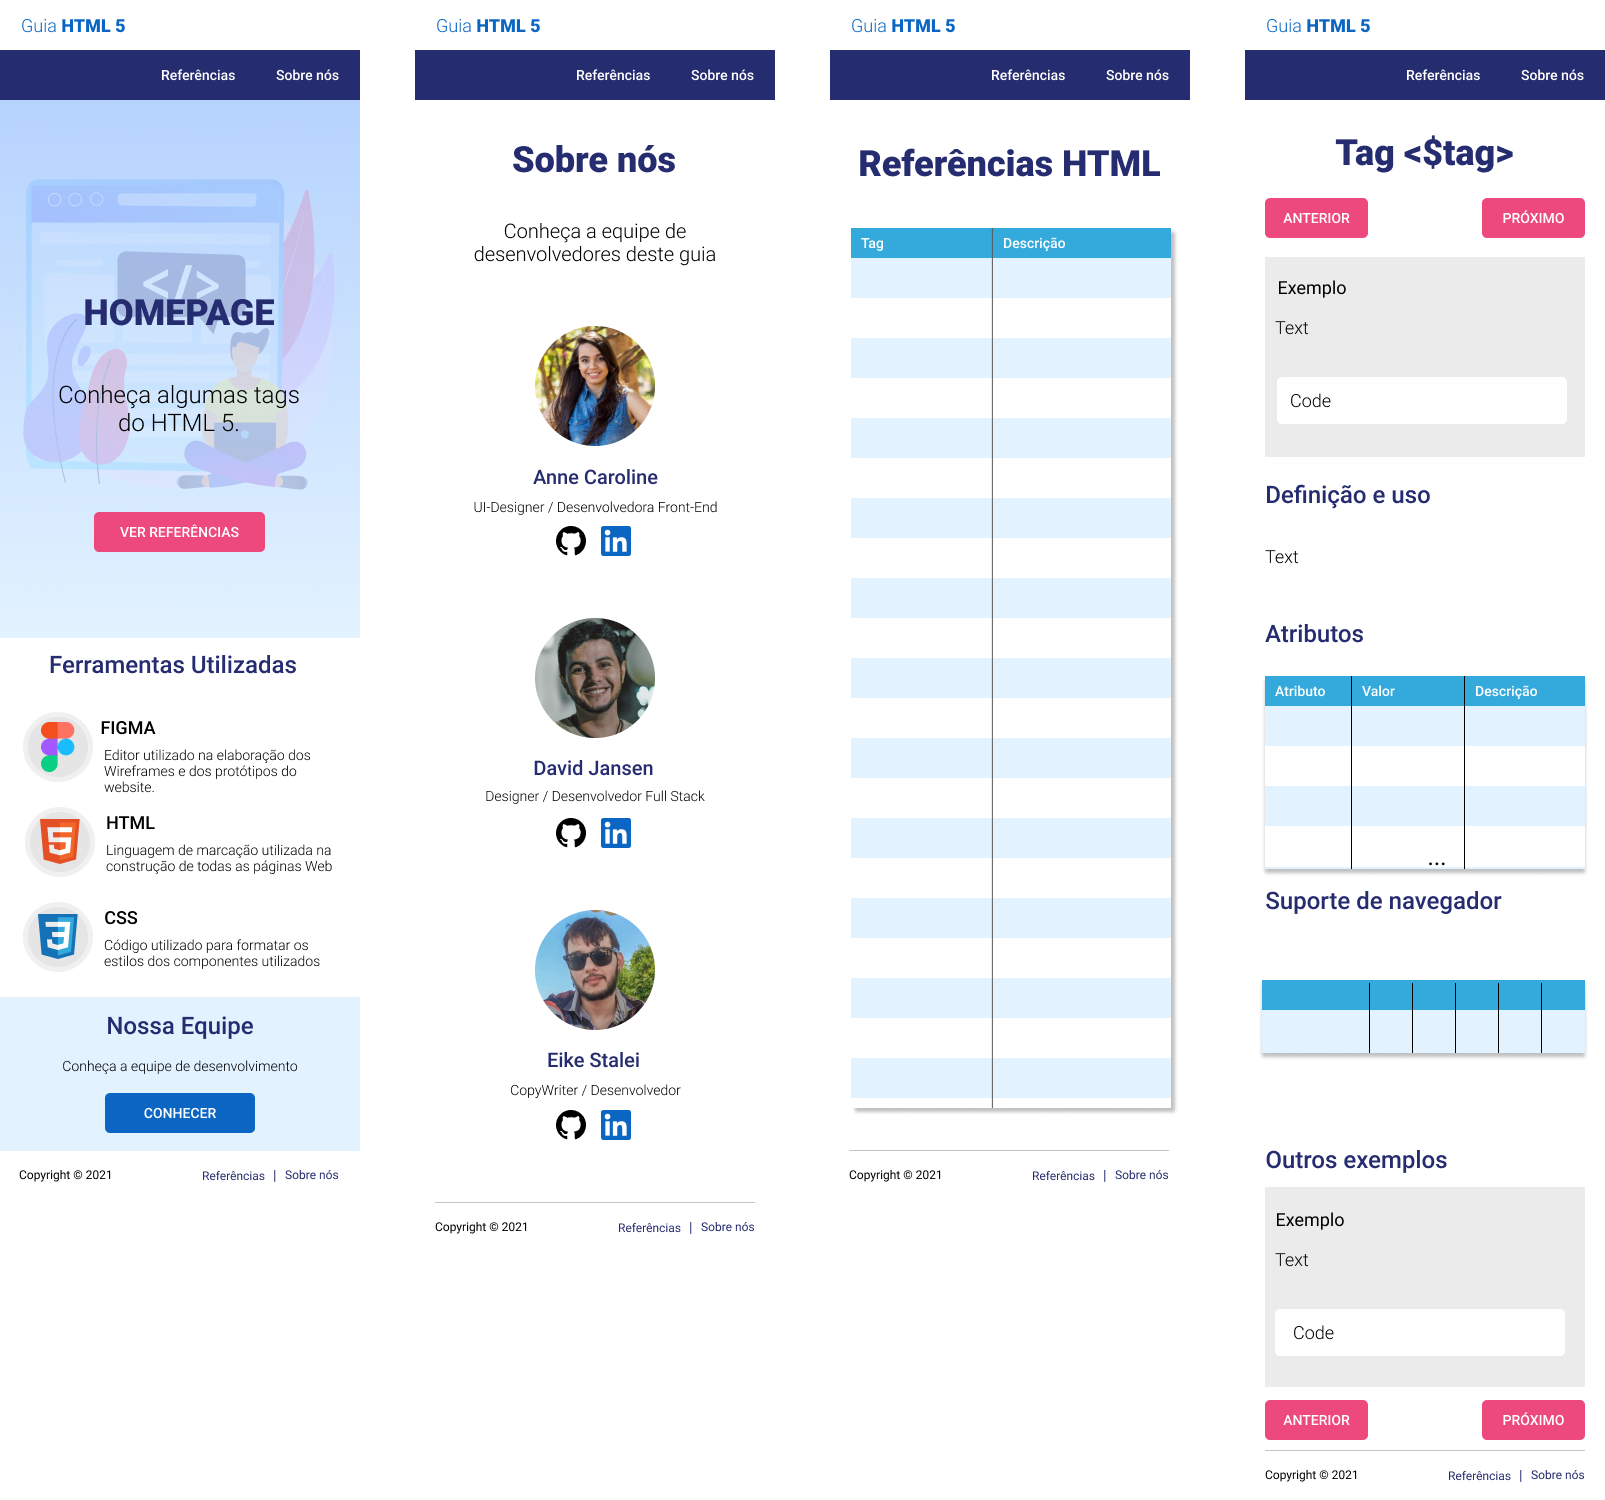 Guia HTML 5
Referências Sobre nós
</>
HOMEPAGE
Conheça algumas tags
do HTML 5.
VER REFERÊNCIAS
Ferramentas Utilizadas
FIGMA
Editor utilizado na elaboração dos
Wireframes e dos protótipos do
website.
5
HTML
Linguagem de marcação utilizada na
construção de todas as páginas Web
3
CSS
Código utilizado para formatar os
estilos dos componentes utilizados
Nossa Equipe
Conheça a equipe de desenvolvimento
CONHECER
Copyright © 2021 Referências | Sobre nós
Guia HTML 5
Referências Sobre nós
Sobre nós
Conheça a equipe de
desenvolvedores deste guia
Anne Caroline
UI-Designer / Desenvolvedora Front-End
in
David Jansen
Designer / Desenvolvedor Full Stack
in
Eike Stalei
CopyWriter / Desenvolvedor
in
Copyright © 2021 Referências | Sobre nós
Guia HTML 5
Referências Sobre nós
Referências HTML
Tag Descrição
Copyright © 2021 Referências | Sobre nós
Guia HTML 5
Referências Sobre nós
Tag <$tag>
ANTERIOR PRÓXIMO
Exemplo
Text
Code
Definição e uso
Text
Atributos
Atributo Valor Descrição
...
Suporte de navegador
Outros exemplos
Exemplo
Text
Code
ANTERIOR PRÓXIMO
Copyright © 2021 Referências | Sobre nós